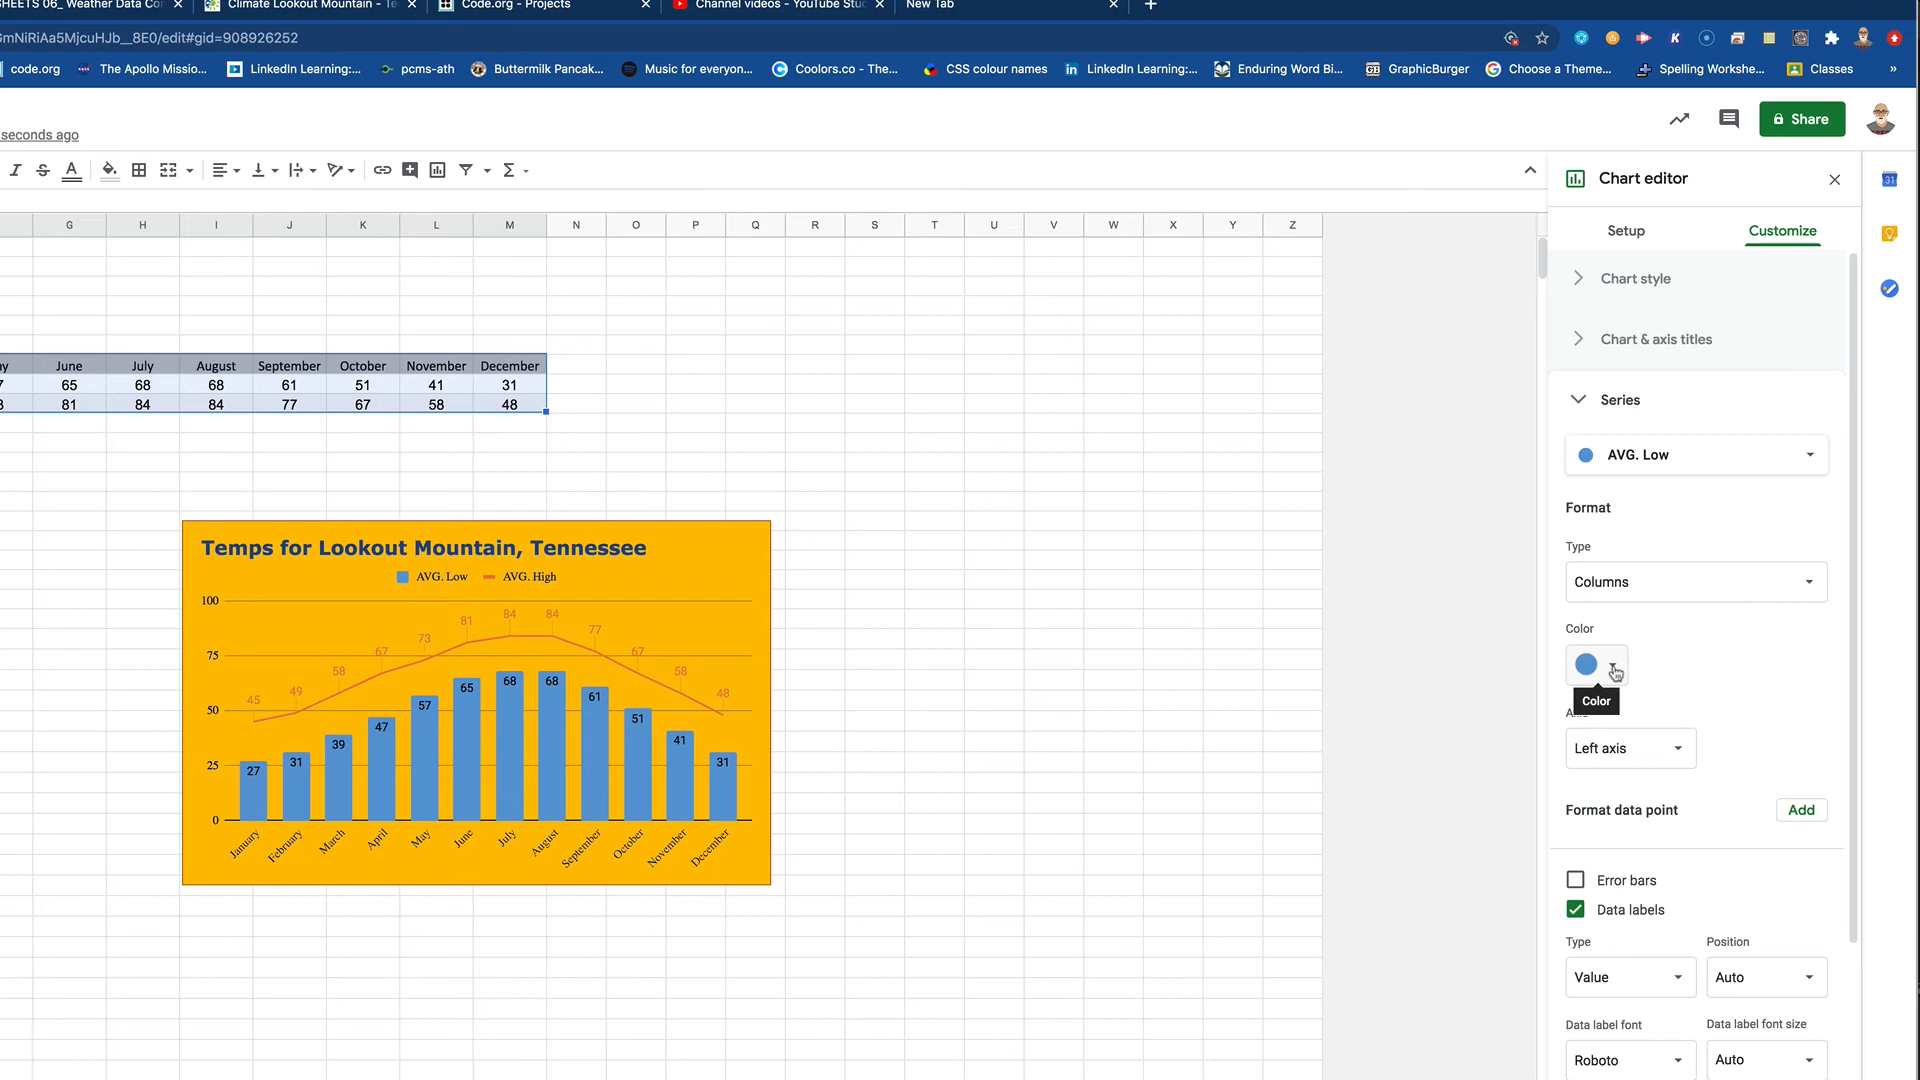 SHEETS 06_ Weather Data Con
Climate Lookout Mountain - Te
Code.org - Projects
Channel videos - YouTube Stu
New Tab
GmNiRiAa5MjcuHJb__8E0/edit#gid=908926252
code.org
The Apollo Missio...
LinkedIn Learning:...
pcms-ath
Buttermilk Pancak...
Music for everyon...
Coolors.co - The...
CSS colour names
LinkedIn Learning:...
Enduring Word Bi...
GraphicBurger
Choose a Theme...
Spelling Workshe...
Classes
»
seconds ago
Share
Chart editor
Setup
Customize
G H I J K L M N O P Q R S T U V W X Y Z
Chart style
Chart & axis titles
June July August September October November December
65 68 68 61 51 41 31
81 84 84 77 67 58 48
Series
AVG. Low
Format
Type
Columns
Color
Color
Left axis
Format data point
Add
Error bars
Data labels
Type
Position
Value
Auto
Data label font
Data label font size
Roboto
Auto
Temps for Lookout Mountain, Tennessee
AVG. Low
AVG. High
100
75
50
25
0
45 49 58 67 73 81 84 84 77 67 58 48
27 31 39 47 57 65 68 68 61 51 41 31
January February March April May June July August September October November December